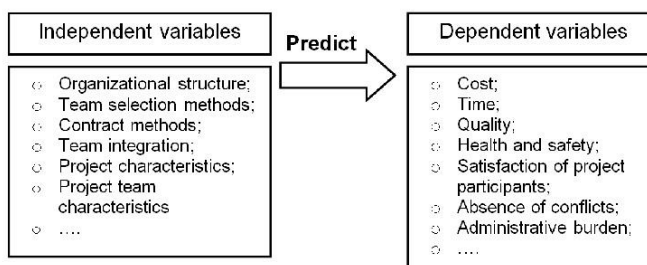 Independent variables
Organizational structure;
Team selection methods;
Contract methods;
Team integration;
Project characteristics;
Project team
characteristics
....
Predict
Dependent variables
Cost;
Time;
Quality;
Health and safety;
Satisfaction of project
participants;
Absence of conflicts;
Administrative burden;
....